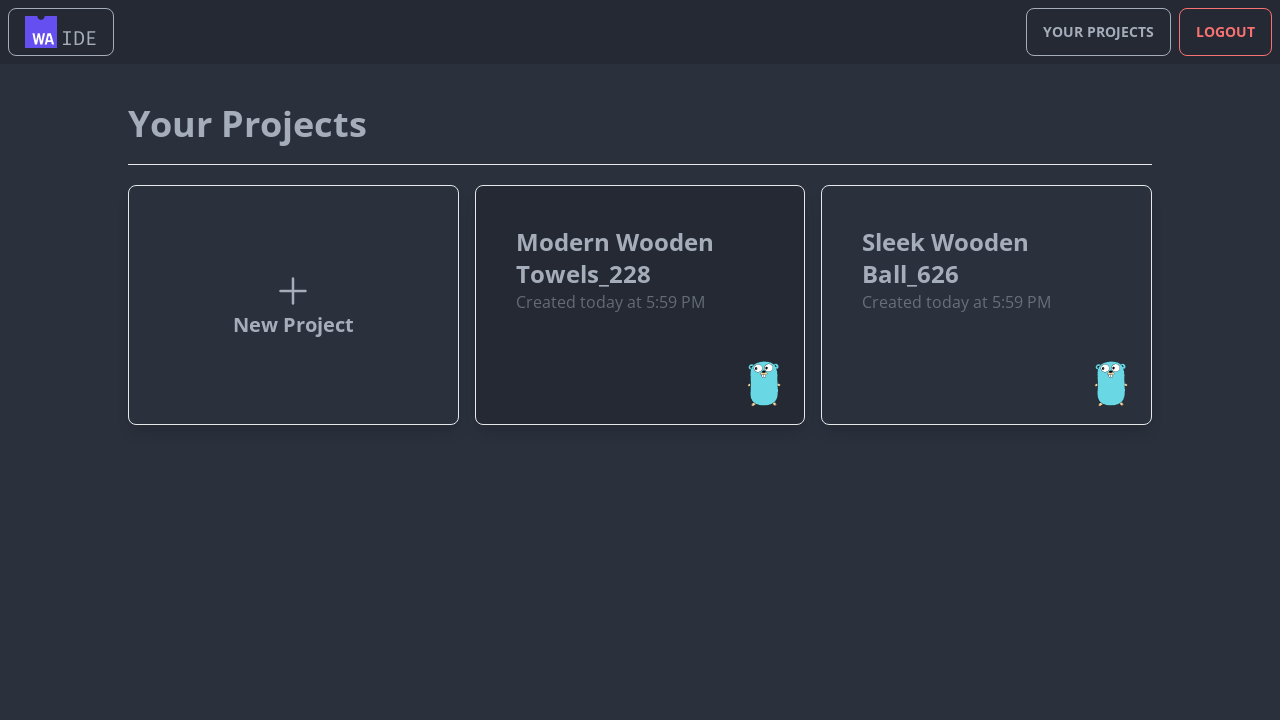 WA IDE
YOUR PROJECTS
LOGOUT
Your Projects
New Project
Modern Wooden
Towels_228
Created today at 5:59 PM
Sleek Wooden
Ball_626
Created today at 5:59 PM